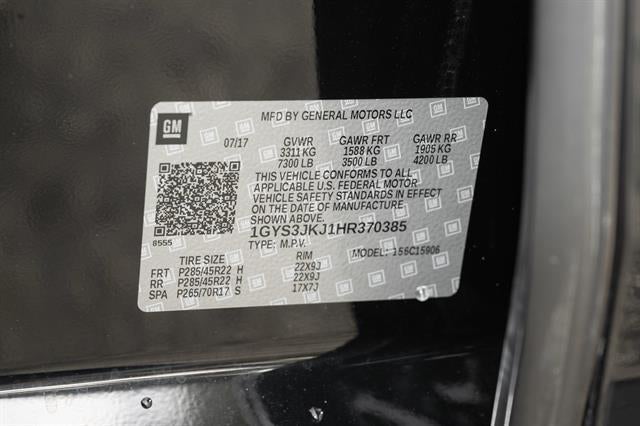 GM
MFD BY GENERAL MOTORS LLC
07/17 GVWR GAWR FRT GAWR RR
3311 KG 1588 KG 1905 KG
7300 LB 3500 LB 4200 LB
THIS VEHICLE CONFORMS TO ALL
APPLICABLE U.S. FEDERAL MOTOR
VEHICLE SAFETY STANDARDS IN EFFECT
ON THE DATE OF MANUFACTURE
SHOWN ABOVE.
1GYS3JKJ1HR370385
8555
TYPE: M.P.V. MODEL: 156C15906
TIRE SIZE RIM
FRT P285/45R22 H 22X9J
RR P285/45R22 H 22X9J
SPA P265/70R17 S 17X7J